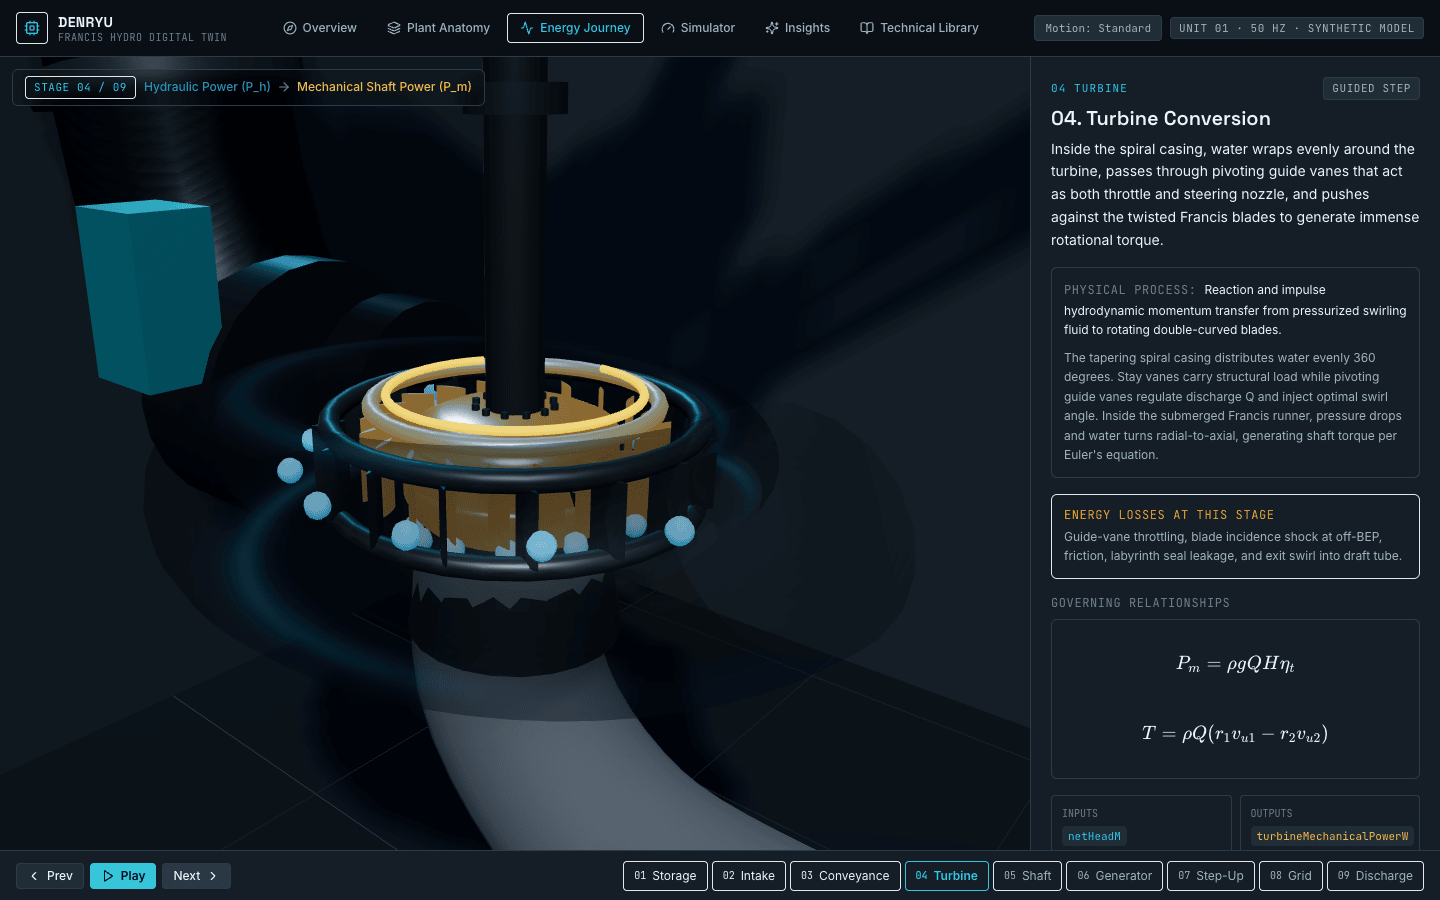 DENRYU
FRANCIS HYDRO DIGITAL TWIN
Overview
Plant Anatomy
Energy Journey
Simulator
Insights
Technical Library
Motion: Standard
UNIT 01 · 50 HZ · SYNTHETIC MODEL
STAGE 04 / 09
Hydraulic Power (P_h) → Mechanical Shaft Power (P_m)
04 TURBINE
GUIDED STEP
04. Turbine Conversion
Inside the spiral casing, water wraps evenly around the
turbine, passes through pivoting guide vanes that act
as both throttle and steering nozzle, and pushes
against the twisted Francis blades to generate immense
rotational torque.
PHYSICAL PROCESS: Reaction and impulse
hydrodynamic momentum transfer from pressurized swirling
fluid to rotating double-curved blades.
The tapering spiral casing distributes water evenly 360
degrees. Stay vanes carry structural load while pivoting
guide vanes regulate discharge Q and inject optimal swirl
angle. Inside the submerged Francis runner, pressure drops
and water turns radial-to-axial, generating shaft torque per
Euler's equation.
ENERGY LOSSES AT THIS STAGE
Guide-vane throttling, blade incidence shock at off-BEP,
friction, labyrinth seal leakage, and exit swirl into draft tube.
GOVERNING RELATIONSHIPS
P_m = ρgQHη_t
T = ρQ(r_1v_{u1} − r_2v_{u2})
INPUTS
netHeadM
OUTPUTS
turbineMechanicalPowerW
Prev
Play
Next
01 Storage
02 Intake
03 Conveyance
04 Turbine
05 Shaft
06 Generator
07 Step-Up
08 Grid
09 Discharge